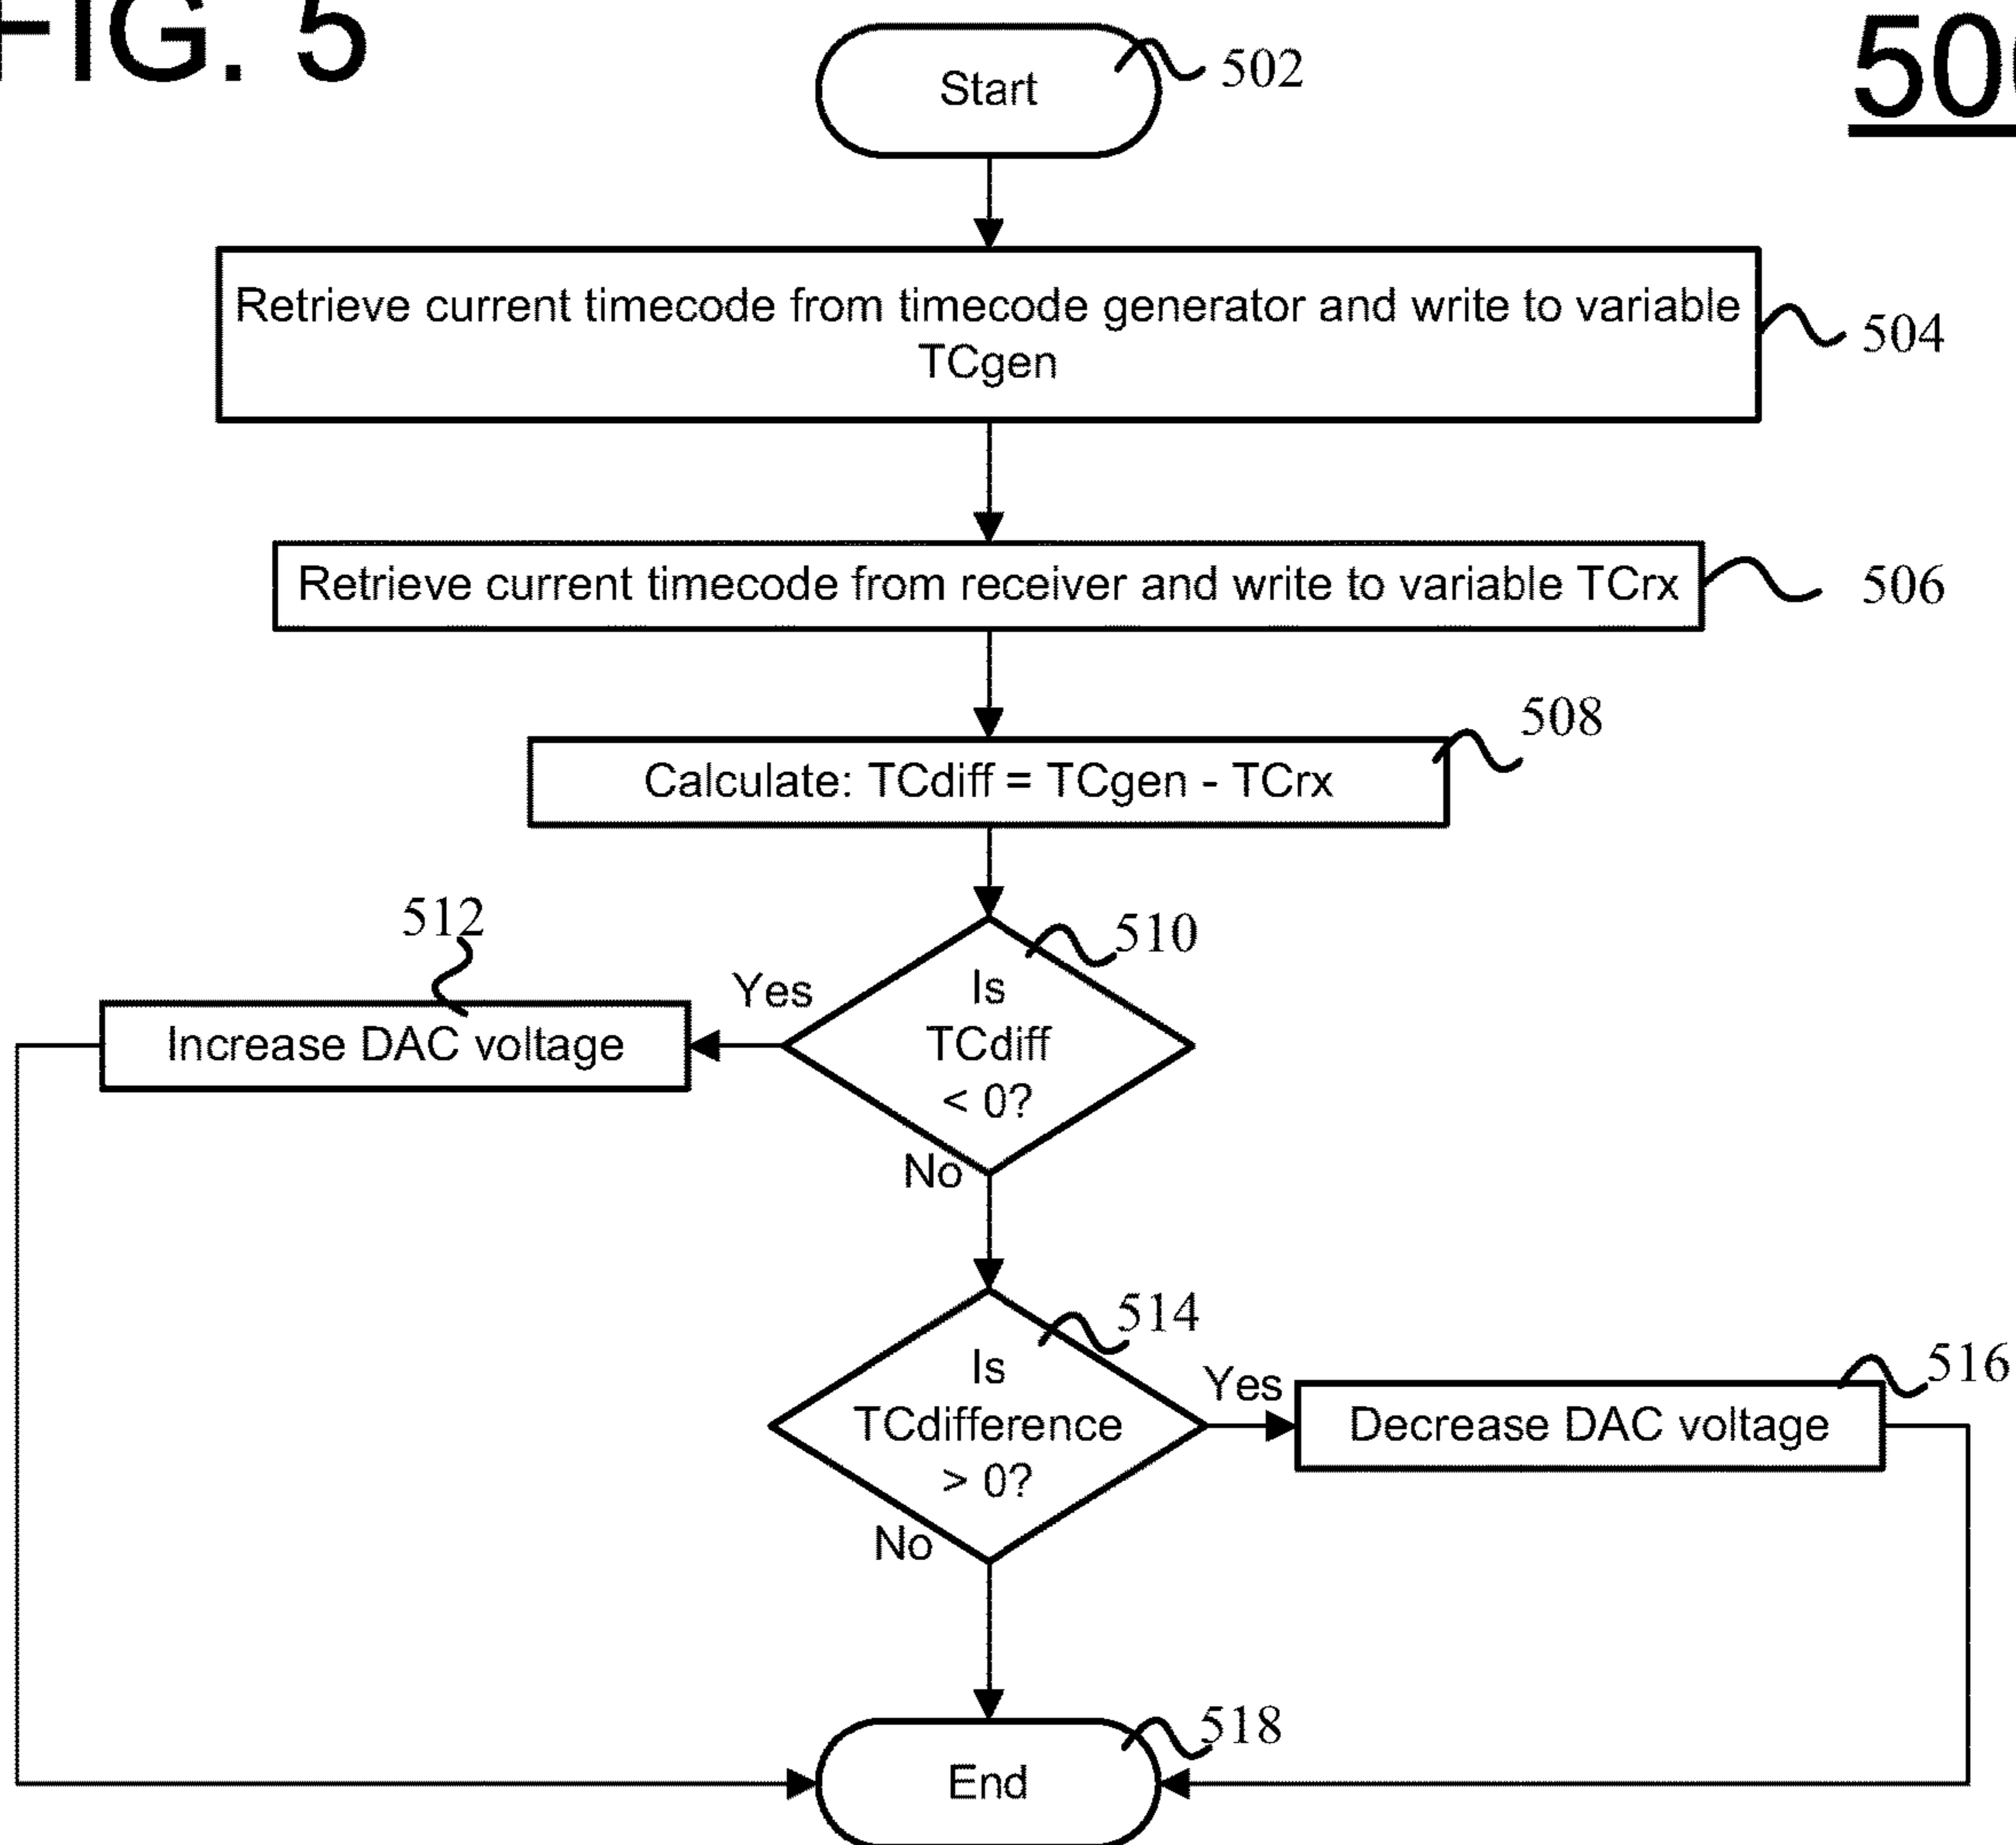 FIG. 5
500
Start
502
Retrieve current timecode from timecode generator and write to variable
TCgen
504
Retrieve current timecode from receiver and write to variable TCrx
506
508
Calculate: TCdiff = TCgen - TCrx
512
510
Yes
Is
TCdiff
< 0?
Increase DAC voltage
No
514
516
Is
TCdifference
> 0?
Yes
Decrease DAC voltage
No
518
End